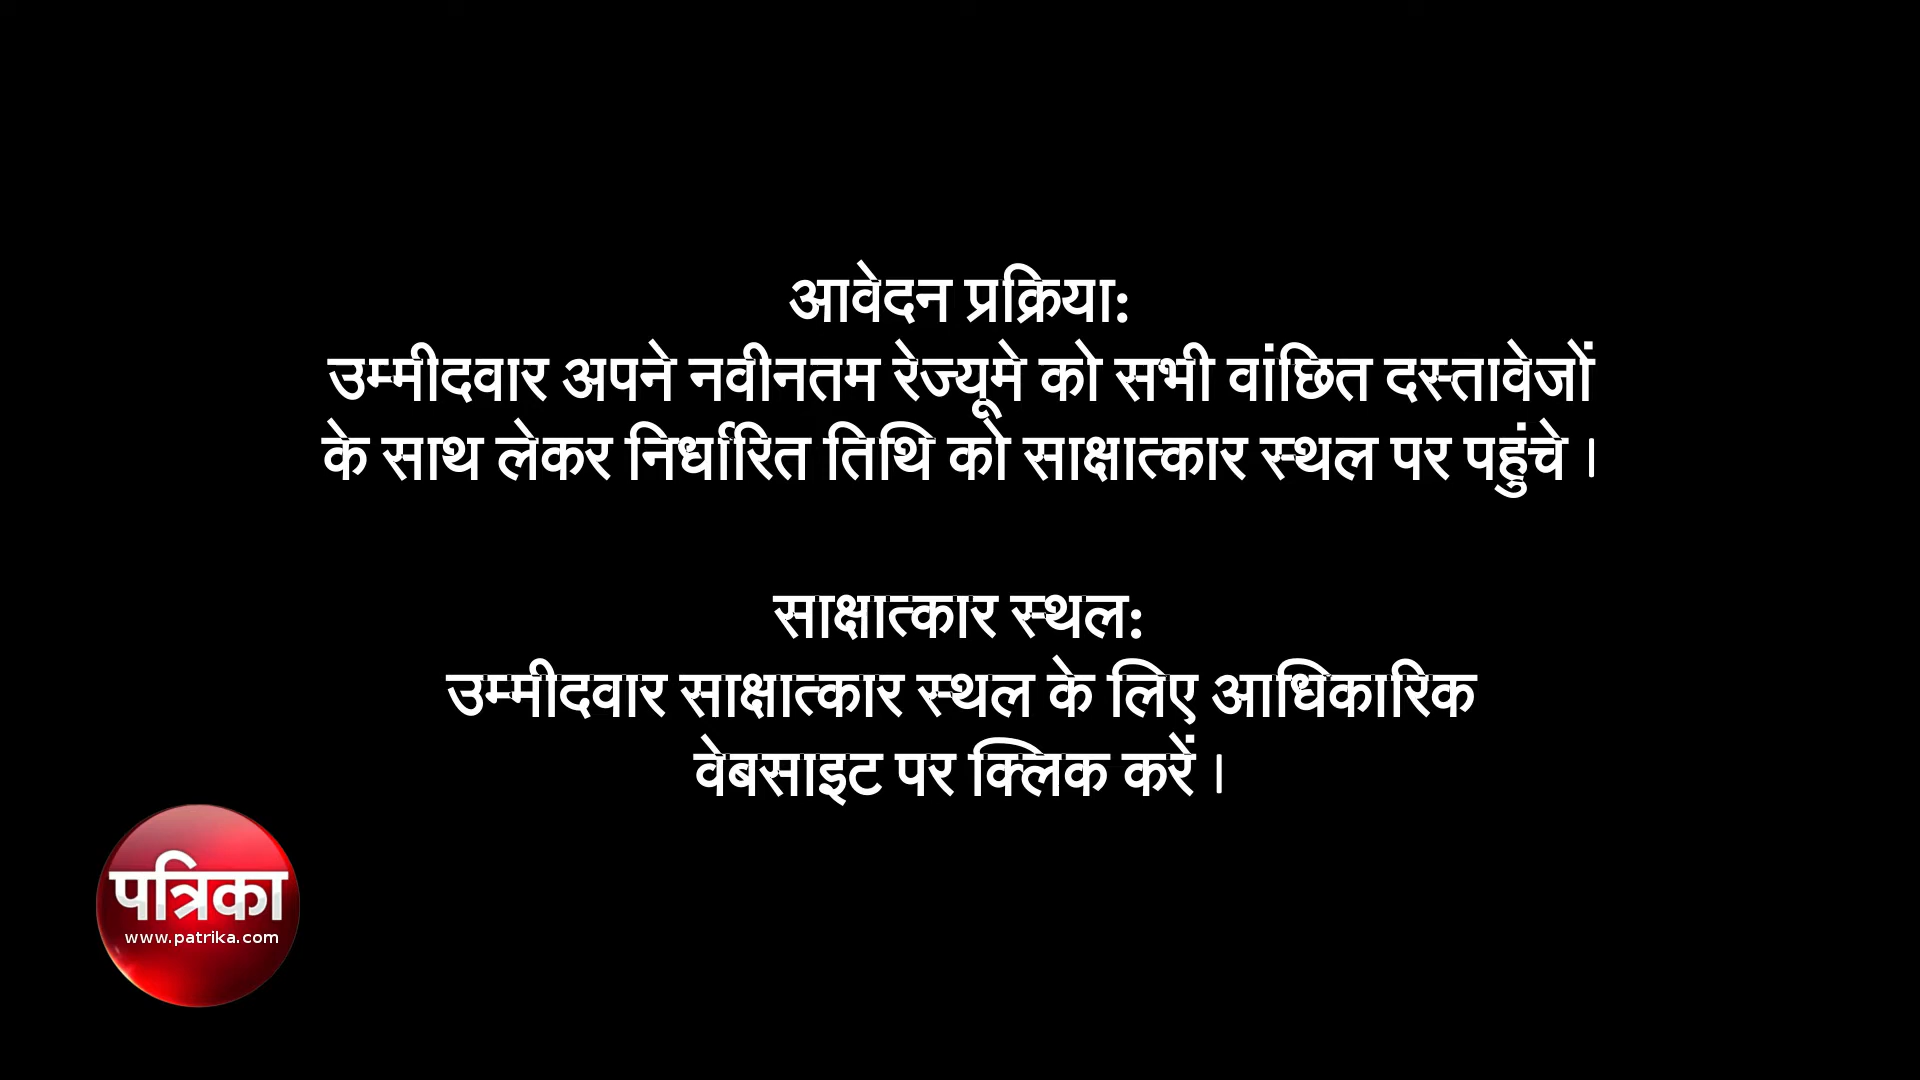 आवेदन प्रक्रिया:
उम्मीदवार अपने नवीनतम रेज्यूमे को सभी वांछित दस्तावेजों
के साथ लेकर निर्धारित तिथि को साक्षात्कार स्थल पर पहुंचे।
साक्षात्कार स्थल:
उम्मीदवार साक्षात्कार स्थल के लिए आधिकारिक
वेबसाइट पर क्लिक करें।
पत्रिका
www.patrika.com